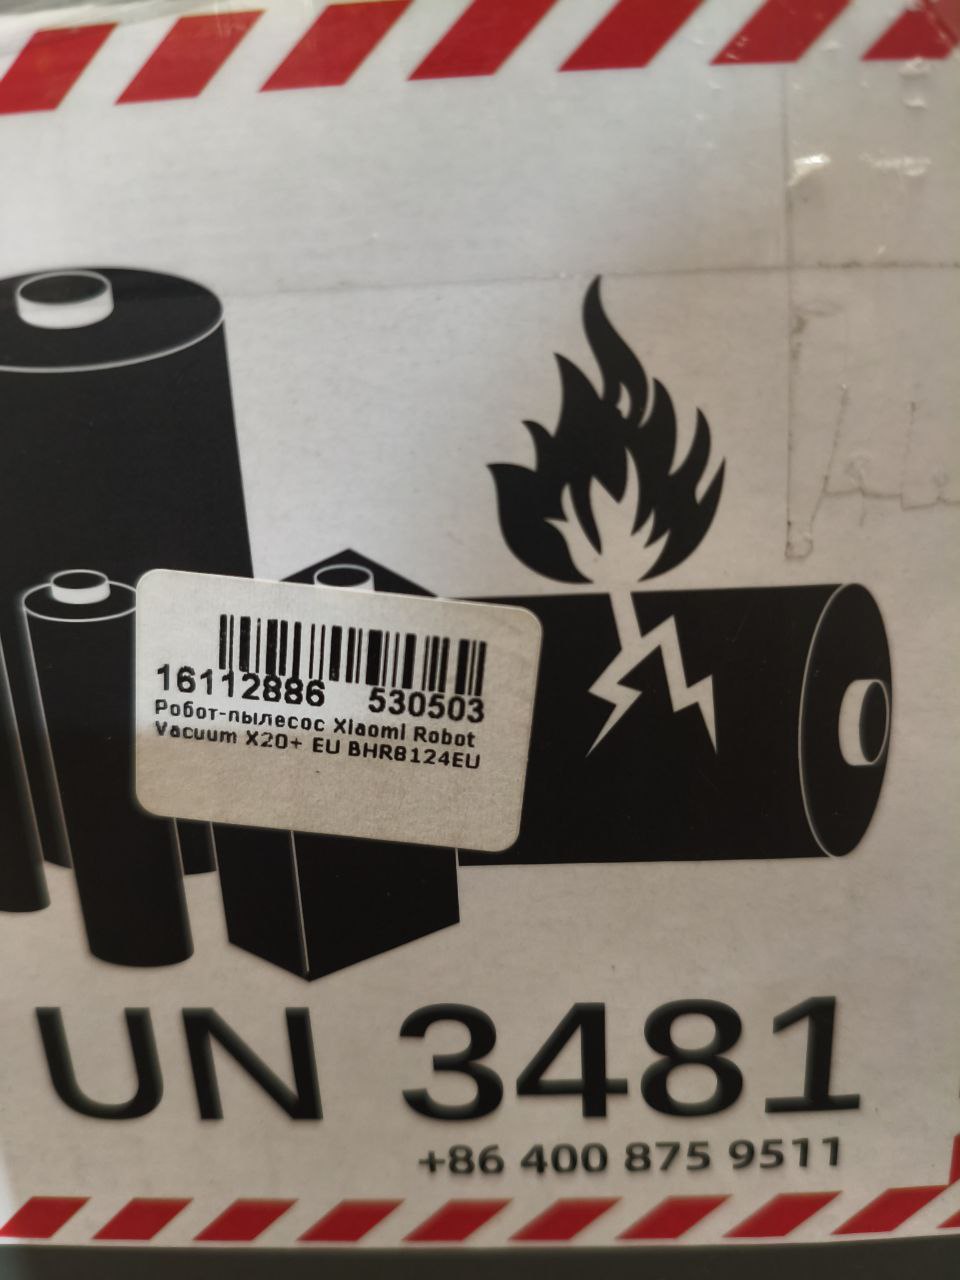 16112886 530503
Робот-пылесос Xiaomi Robot
Vacuum X20+ EU BHR8124EU
UN 3481
+86 400 875 9511